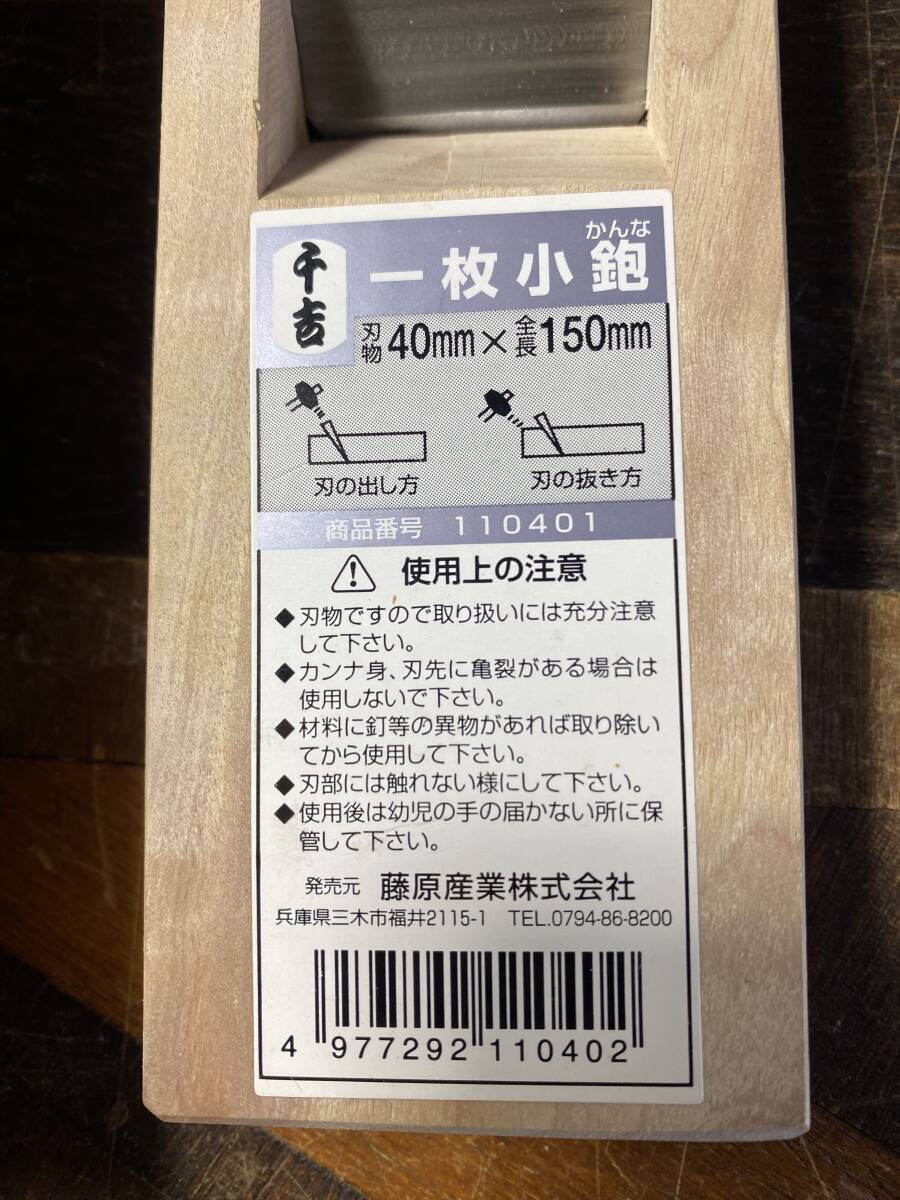 千吉
かんな
一枚小鉋
刃物40mm×全長150mm
刃の出し方
刃の抜き方
商品番号 110401
使用上の注意
◆刃物ですので取り扱いには充分注意
して下さい。
◆カンナ身、刃先に亀裂がある場合は
使用しないで下さい。
◆材料に釘等の異物があれば取り除い
てから使用して下さい。
◆刃部には触れない様にして下さい。
◆使用後は幼児の手の届かない所に保
管して下さい。
発売元 藤原産業株式会社
兵庫県三木市福井2115-1 TEL.0794-86-8200
4 977292 110402